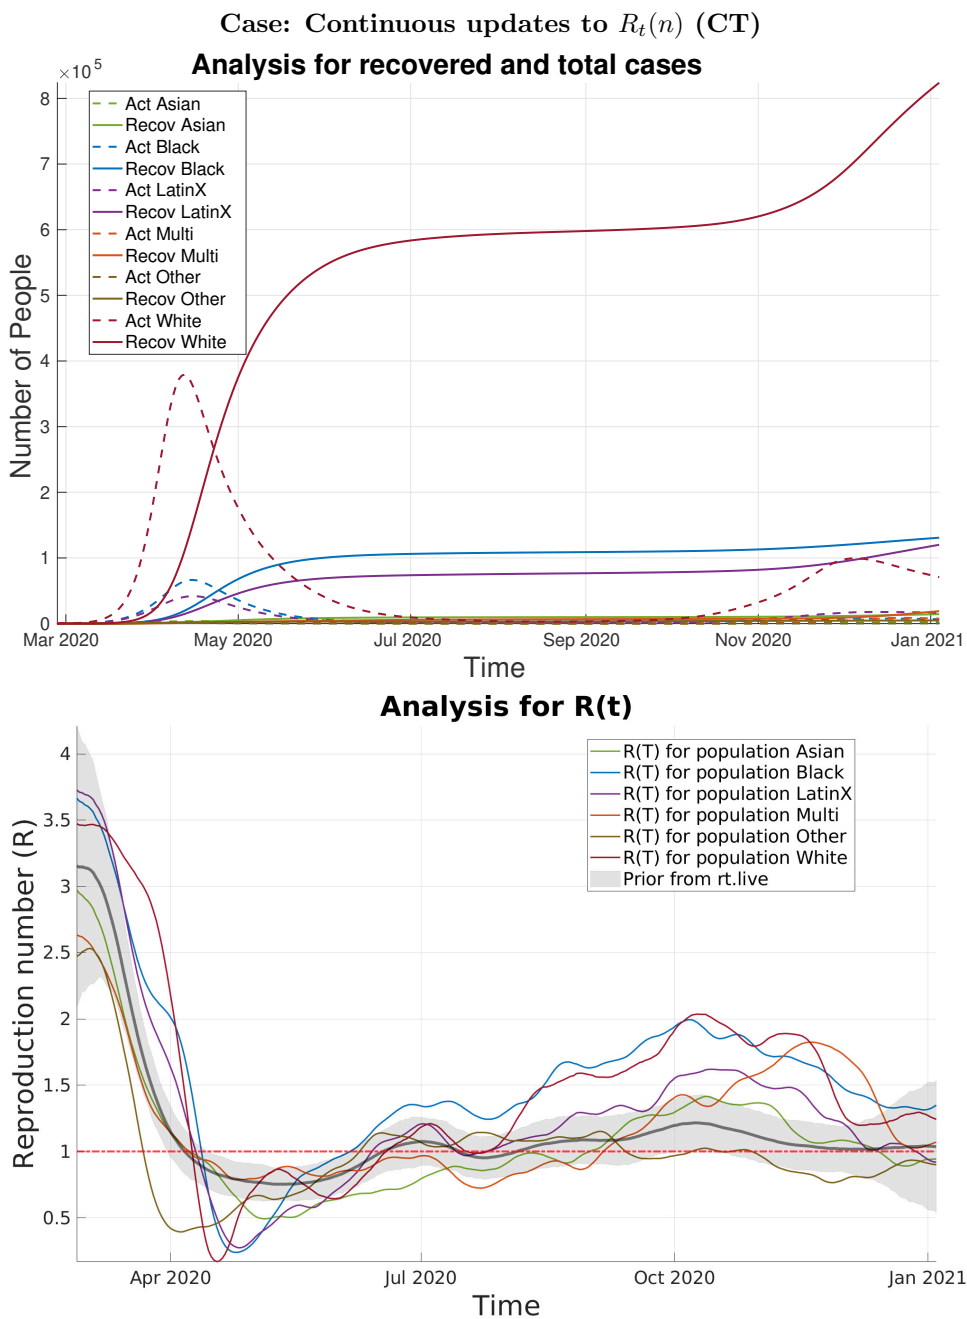 Case: Continuous updates to R_t(n) (CT)
Analysis for recovered and total cases
×10^5
Act Asian
Recov Asian
Act Black
Recov Black
Act LatinX
Recov LatinX
Act Multi
Recov Multi
Act Other
Recov Other
Act White
Recov White
Number of People
8
7
6
5
4
3
2
1
0
Mar 2020 May 2020 Jul 2020 Sep 2020 Nov 2020 Jan 2021
Time
Analysis for R(t)
R(T) for population Asian
R(T) for population Black
R(T) for population LatinX
R(T) for population Multi
R(T) for population Other
R(T) for population White
Prior from rt.live
Reproduction number (R)
4
3.5
3
2.5
2
1.5
1
0.5
Apr 2020 Jul 2020 Oct 2020 Jan 2021
Time